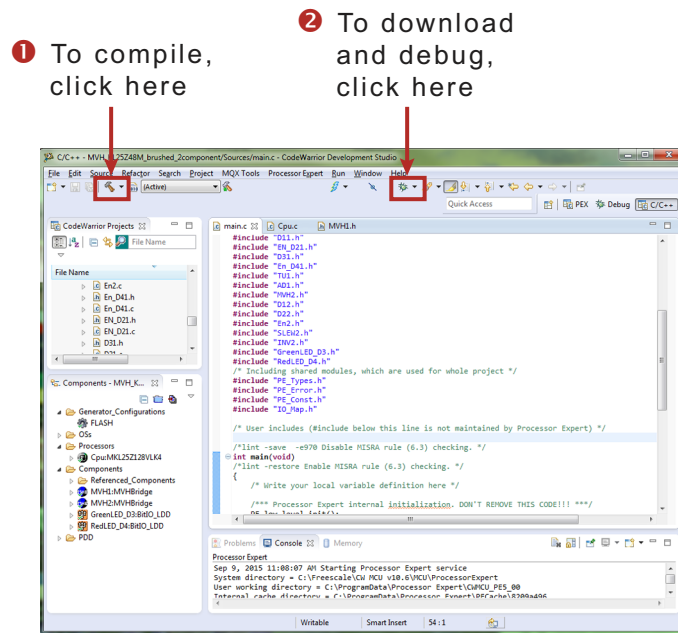 ❶ To compile,
click here
❷ To download
and debug,
click here
C/C++ - MVH_KL25Z48M_brushed_2component/Sources/main.c - CodeWarrior Development Studio
File Edit Source Refactor Search Project MQX Tools Processor Expert Run Window Help
(Active)
Quick Access
PEX Debug C/C++
CodeWarrior Projects
File Name
File Name
En2.c
En_D41.h
En_D41.c
EN_D21.h
EN_D21.c
D31.h
Components - MVH_K...
Generator_Configurations
FLASH
OSs
Processors
Cpu:MKL25Z128VLK4
Components
Referenced_Components
MVH1:MVHBridge
MVH2:MVHBridge
GreenLED_D3:BitIO_LDD
RedLED_D4:BitIO_LDD
PDD
main.c Cpu.c MVH1.h
#include "D11.h"
#include "EN_D21.h"
#include "D31.h"
#include "En_D41.h"
#include "TU1.h"
#include "AD1.h"
#include "MVH2.h"
#include "D12.h"
#include "D22.h"
#include "En2.h"
#include "SLEW2.h"
#include "INV2.h"
#include "GreenLED_D3.h"
#include "RedLED_D4.h"
/* Including shared modules, which are used for whole project */
#include "PE_Types.h"
#include "PE_Error.h"
#include "PE_Const.h"
#include "IO_Map.h"
/* User includes (#include below this line is not maintained by Processor Expert) */
/*lint -save -e970 Disable MISRA rule (6.3) checking. */
int main(void)
/*lint -restore Enable MISRA rule (6.3) checking. */
{
/* Write your local variable definition here */
/*** Processor Expert internal initialization. DON'T REMOVE THIS CODE!!! ***/
PE_low_level_init();
Problems Console Memory
Processor Expert
Sep 9, 2015 11:08:07 AM Starting Processor Expert service
System directory = C:\Freescale\CW MCU v10.6\MCU\ProcessorExpert
User working directory = C:\ProgramData\Processor Expert\CWMCU_PE5_00
Internal cache directory = C:\ProgramData\Processor Expert\PECache\8209a496
Writable Smart Insert 54 : 1